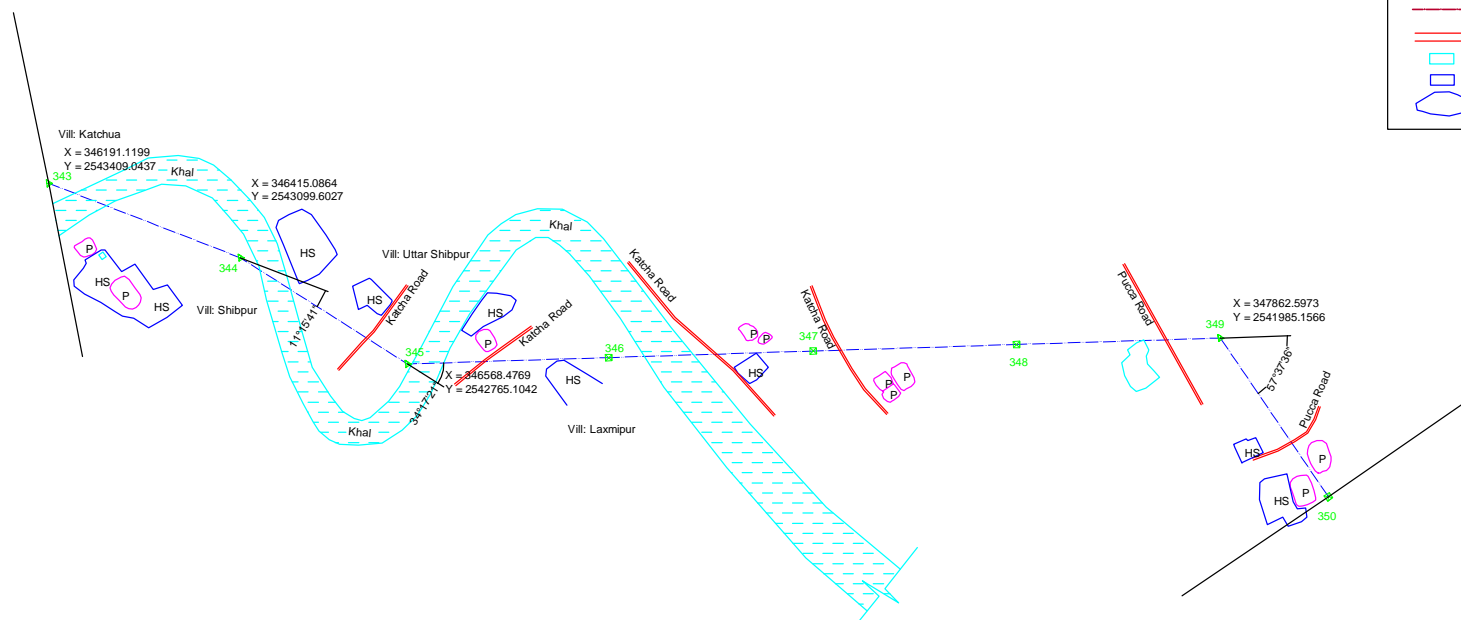 Vill: Katchua
X = 346191.1199
Y = 2543409.0437
343
Khal
X = 346415.0864
Y = 2543099.6027
P
HS
P
HS
344
HS
Vill: Shibpur
11°15'41"
Vill: Uttar Shibpur
HS
Katcha Road
345
Khal
34°17'21"
X = 346568.4769
Y = 2542765.1042
HS
P
Katcha Road
Khal
HS
346
Vill: Laxmipur
Katcha Road
P
P
HS
347
Katcha Road
P
P
P
348
Pucca Road
349
X = 347862.5973
Y = 2541985.1566
57°37'36"
Pucca Road
HS
P
HS
P
350